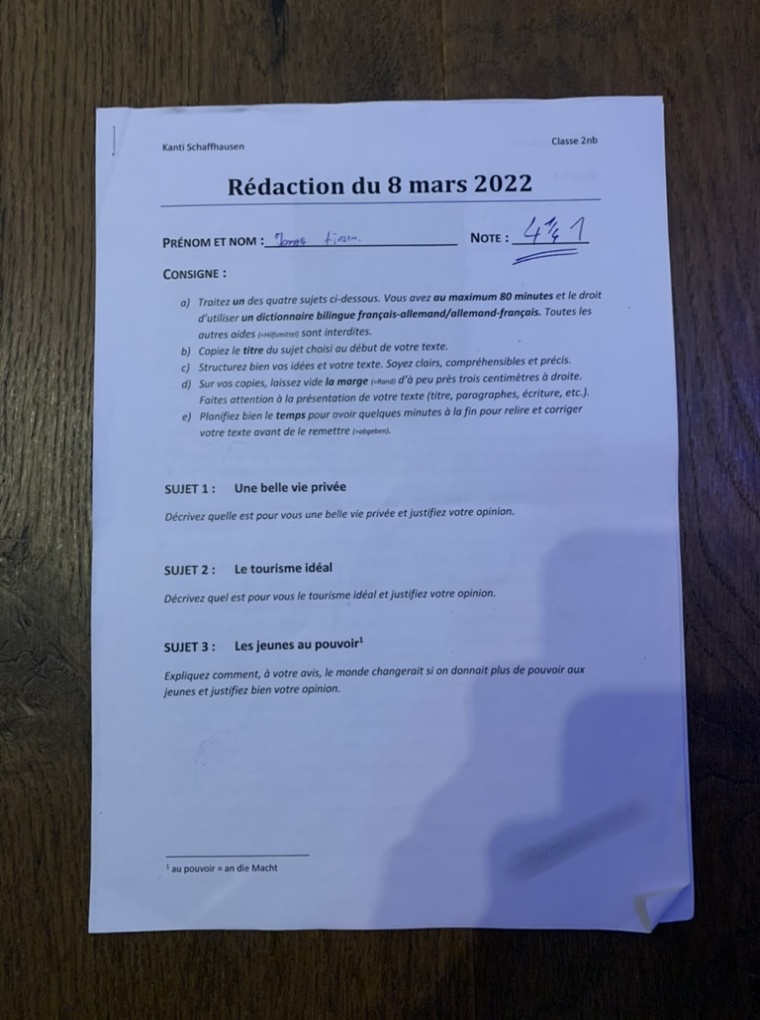 Kanti Schaffhausen
Classe 2nb
Rédaction du 8 mars 2022
PRÉNOM ET NOM : Jonas
NOTE : 4 1/4 1
CONSIGNE :
a) Traitez un des quatre sujets ci-dessous. Vous avez au maximum 80 minutes et le droit
d'utiliser un dictionnaire bilingue français-allemand/allemand-français. Toutes les
autres aides (=Hilfsmittel) sont interdites.
b) Copiez le titre du sujet choisi au début de votre texte.
c) Structurez bien vos idées et votre texte. Soyez clairs, compréhensibles et précis.
d) Sur vos copies, laissez vide la marge (=Rand) d'à peu près trois centimètres à droite.
Faites attention à la présentation de votre texte (titre, paragraphes, écriture, etc.).
e) Planifiez bien le temps pour avoir quelques minutes à la fin pour relire et corriger
votre texte avant de le remettre (=abgeben).
SUJET 1 : Une belle vie privée
Décrivez quelle est pour vous une belle vie privée et justifiez votre opinion.
SUJET 2 : Le tourisme idéal
Décrivez quel est pour vous le tourisme idéal et justifiez votre opinion.
SUJET 3 : Les jeunes au pouvoir¹
Expliquez comment, à votre avis, le monde changerait si on donnait plus de pouvoir aux
jeunes et justifiez bien votre opinion.
¹ au pouvoir = an die Macht